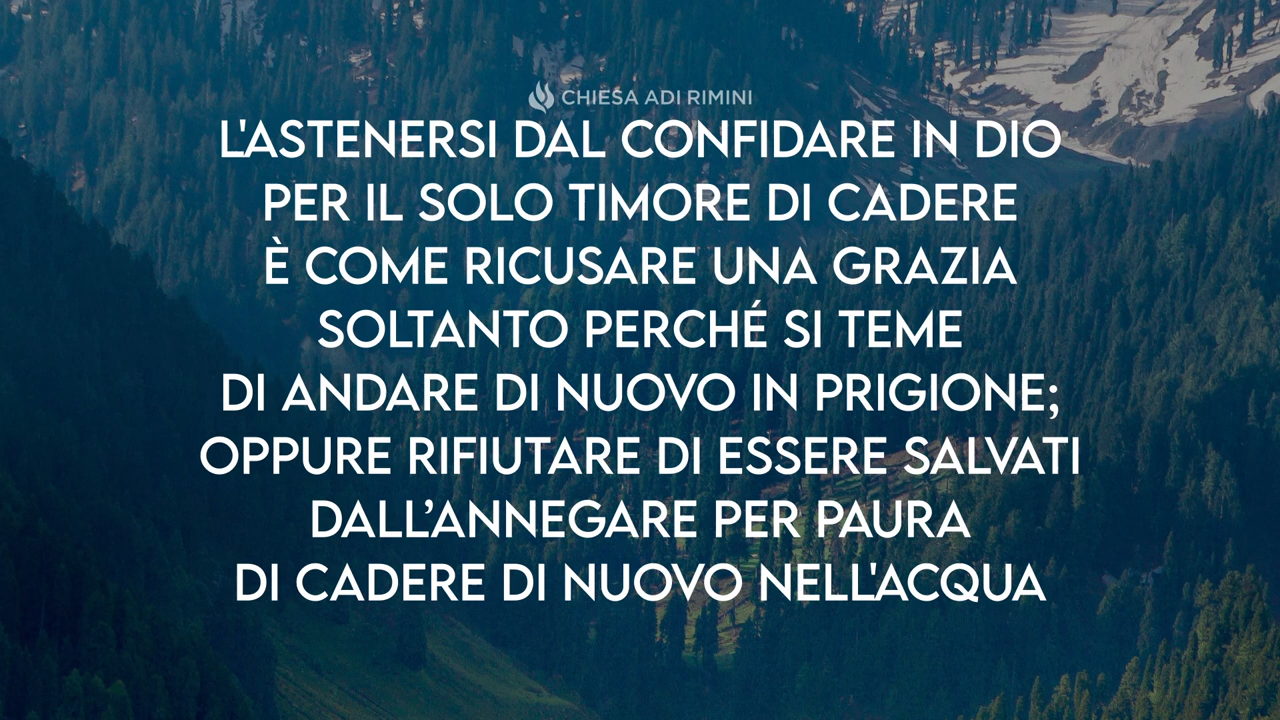 CHIESA ADI RIMINI
L'ASTENERSI DAL CONFIDARE IN DIO
PER IL SOLO TIMORE DI CADERE
È COME RICUSARE UNA GRAZIA
SOLTANTO PERCHÉ SI TEME
DI ANDARE DI NUOVO IN PRIGIONE;
OPPURE RIFIUTARE DI ESSERE SALVATI
DALL’ANNEGARE PER PAURA
DI CADERE DI NUOVO NELL'ACQUA